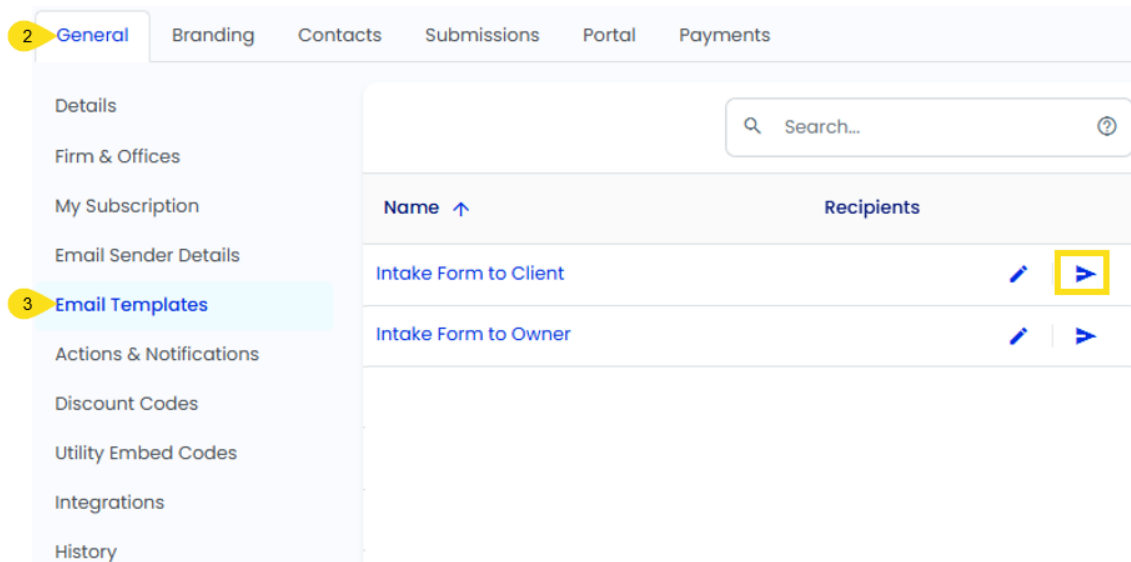 2 General Branding Contacts Submissions Portal Payments
Details
Firm & Offices
My Subscription
Email Sender Details
3 Email Templates
Actions & Notifications
Discount Codes
Utility Embed Codes
Integrations
History
Search...
Name Recipients
Intake Form to Client
Intake Form to Owner